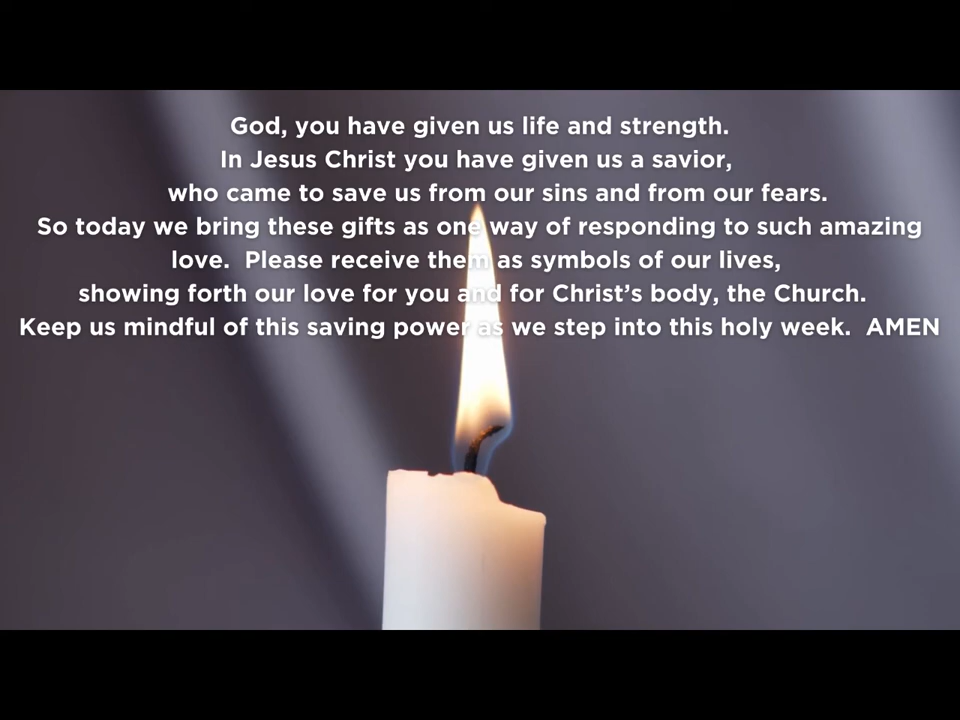 God, you have given us life and strength.
In Jesus Christ you have given us a savior,
who came to save us from our sins and from our fears.
So today we bring these gifts as one way of responding to such amazing
love.  Please receive them as symbols of our lives,
showing forth our love for you and for Christ’s body, the Church.
Keep us mindful of this saving power as we step into this holy week.  AMEN